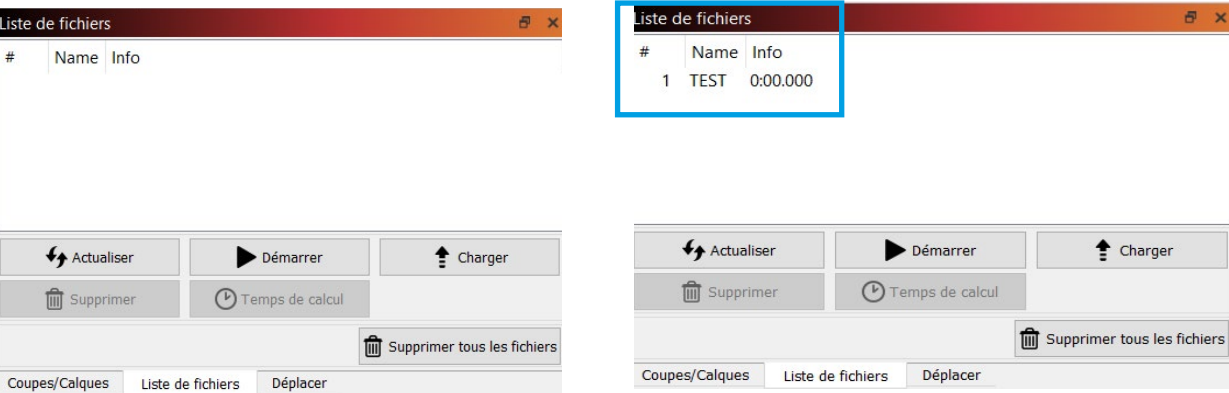 Liste de fichiers
# Name Info
Actualiser Démarrer Charger
Supprimer Temps de calcul
Supprimer tous les fichiers
Coupes/Calques Liste de fichiers Déplacer
Liste de fichiers
# Name Info
1 TEST 0:00.000
Actualiser Démarrer Charger
Supprimer Temps de calcul
Supprimer tous les fichiers
Coupes/Calques Liste de fichiers Déplacer